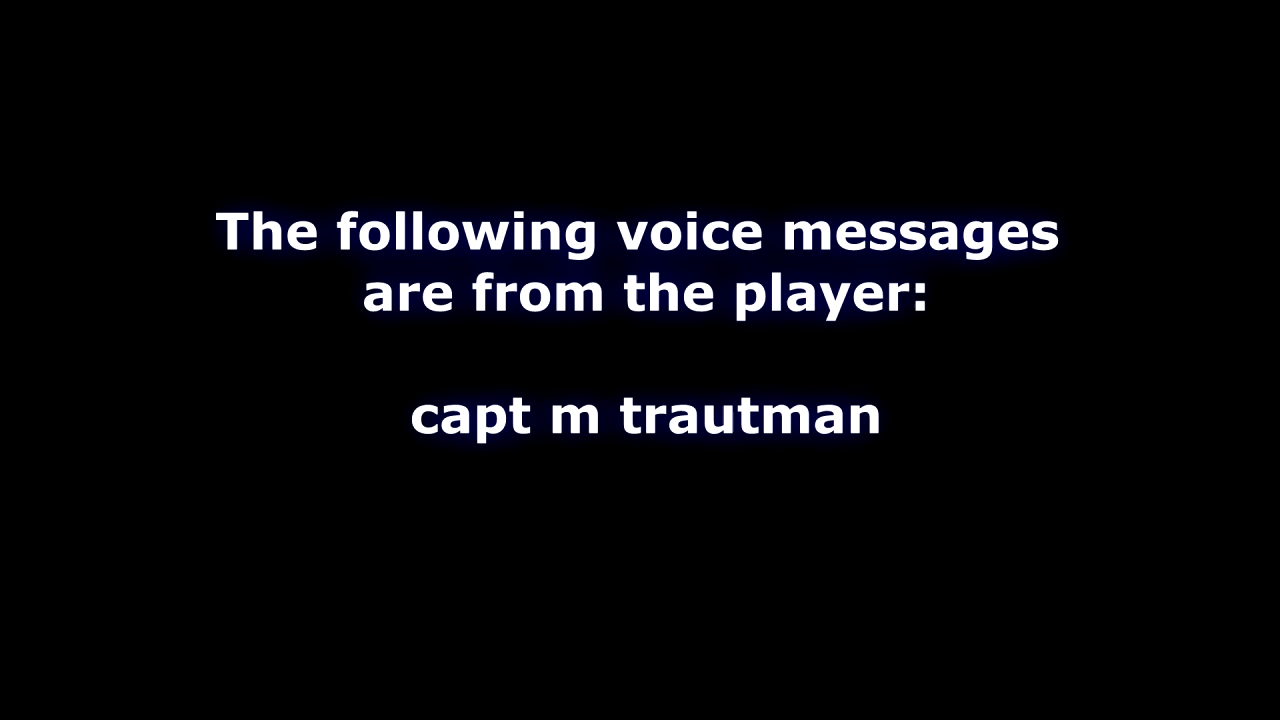 The following voice messages
are from the player:
capt m trautman